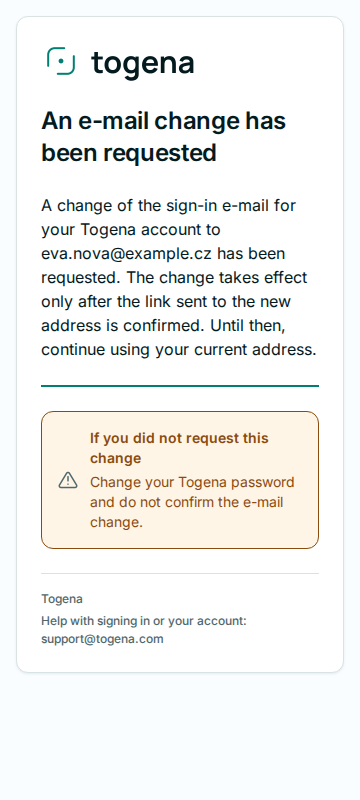 togena
An e-mail change has
been requested
A change of the sign-in e-mail for
your Togena account to
eva.nova@example.cz has been
requested. The change takes effect
only after the link sent to the new
address is confirmed. Until then,
continue using your current address.
If you did not request this
change
Change your Togena password
and do not confirm the e-mail
change.
Togena
Help with signing in or your account:
support@togena.com